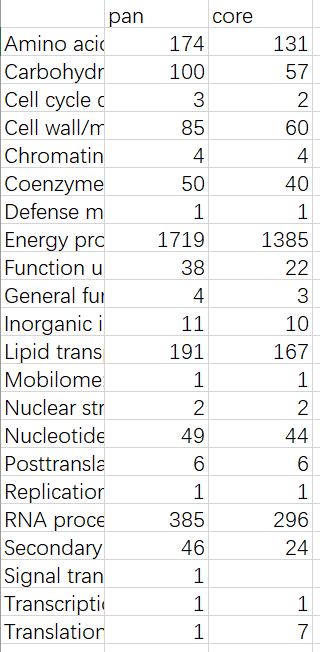 pan core
Amino acid 174 131
Carbohydr 100 57
Cell cycle c 3 2
Cell wall/m 85 60
Chromatin 4 4
Coenzyme 50 40
Defense m 1 1
Energy pro 1719 1385
Function u 38 22
General fur 4 3
Inorganic i 11 10
Lipid trans 191 167
Mobilome 1 1
Nuclear str 2 2
Nucleotide 49 44
Posttransla 6 6
Replication 1 1
RNA proce 385 296
Secondary 46 24
Signal tran 1
Transcripti 1 1
Translation 1 7